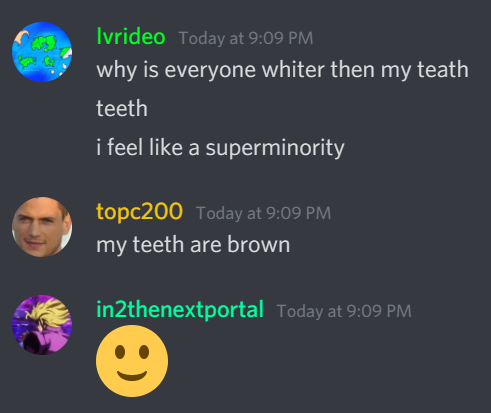 lvrideo Today at 9:09 PM
why is everyone whiter then my teath
teeth
i feel like a superminority
topc200 Today at 9:09 PM
my teeth are brown
in2thenextportal Today at 9:09 PM